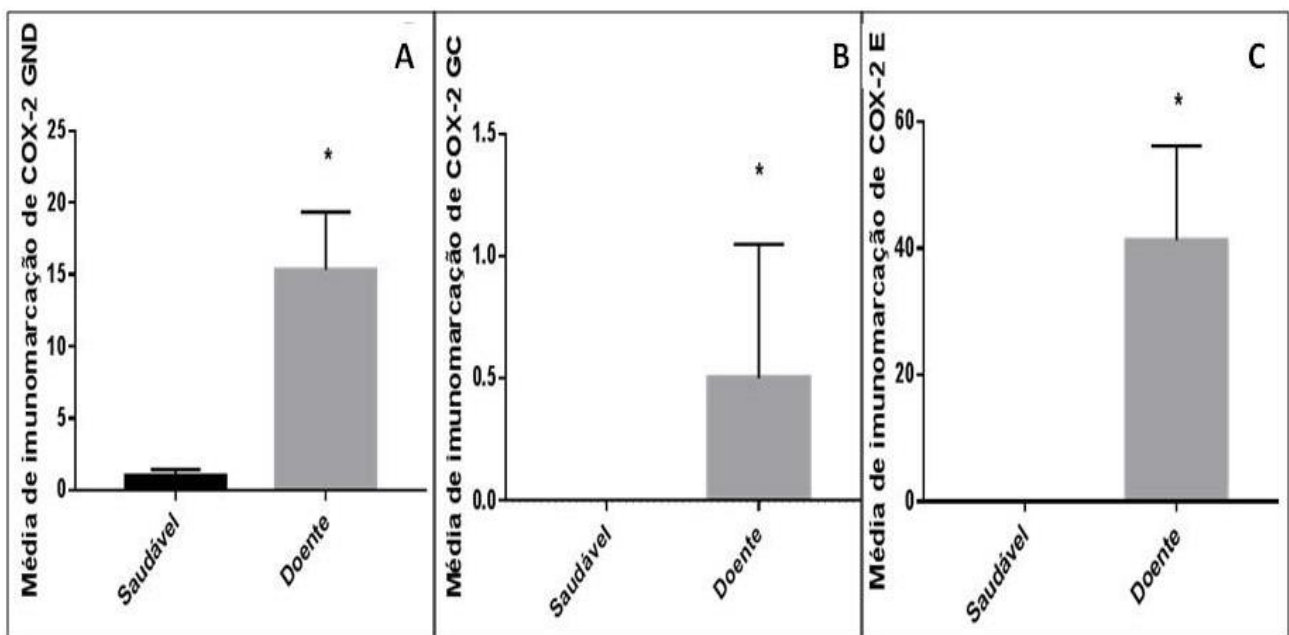 A
Média de imunomarcação de COX-2 GND
25
20
15
10
5
0
*
Saudável
Doente
B
Média de imunomarcação de COX-2 GC
1.5
1.0
0.5
0.0
*
Saudável
Doente
C
Média de imunomarcação de COX-2 E
60
40
20
0
*
Saudável
Doente